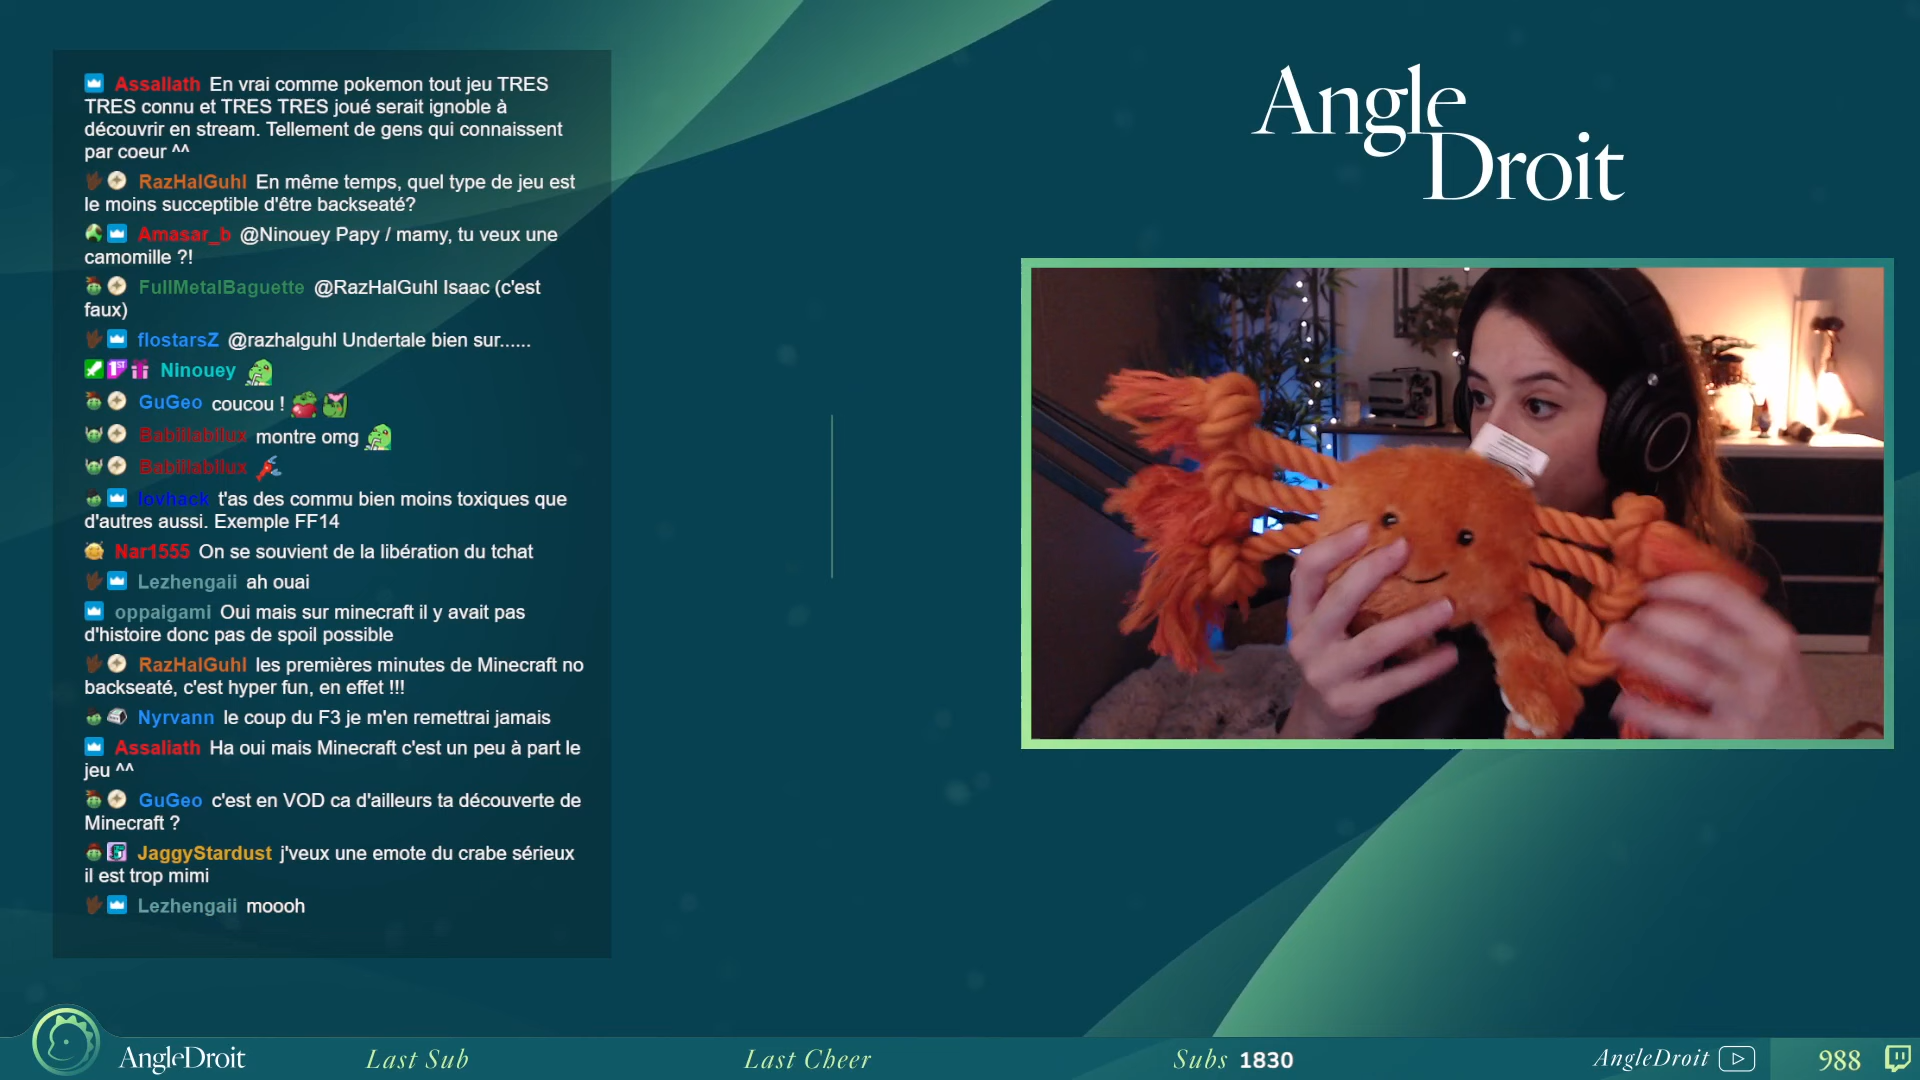 Assaliath En vrai comme pokemon tout jeu TRES
TRES connu et TRES TRES joué serait ignoble à
découvrir en stream. Tellement de gens qui connaissent
par coeur ^^
RazHalGuhl En même temps, quel type de jeu est
le moins succeptible d'être backseaté?
Amasar_b @Ninouey Papy / mamy, tu veux une
camomille ?!
FullMetalBaguette @RazHalGuhl Isaac (c'est
faux)
flostarsZ @razhalguhl Undertale bien sur......
Ninouey
GuGeo coucou !
Babillabilux montre omg
Babillabilux
lovhack t'as des commu bien moins toxiques que
d'autres aussi. Exemple FF14
Nar1555 On se souvient de la libération du tchat
Lezhengaii ah ouai
oppaigami Oui mais sur minecraft il y avait pas
d'histoire donc pas de spoil possible
RazHalGuhl les premières minutes de Minecraft no
backseaté, c'est hyper fun, en effet !!!
Nyrvann le coup du F3 je m'en remettrai jamais
Assaliath Ha oui mais Minecraft c'est un peu à part le
jeu ^^
GuGeo c'est en VOD ca d'ailleurs ta découverte de
Minecraft ?
JaggyStardust j'veux une emote du crabe sérieux
il est trop mimi
Lezhengaii moooh
Angle
Droit
AngleDroit
Last Sub
Last Cheer
Subs 1830
AngleDroit
988